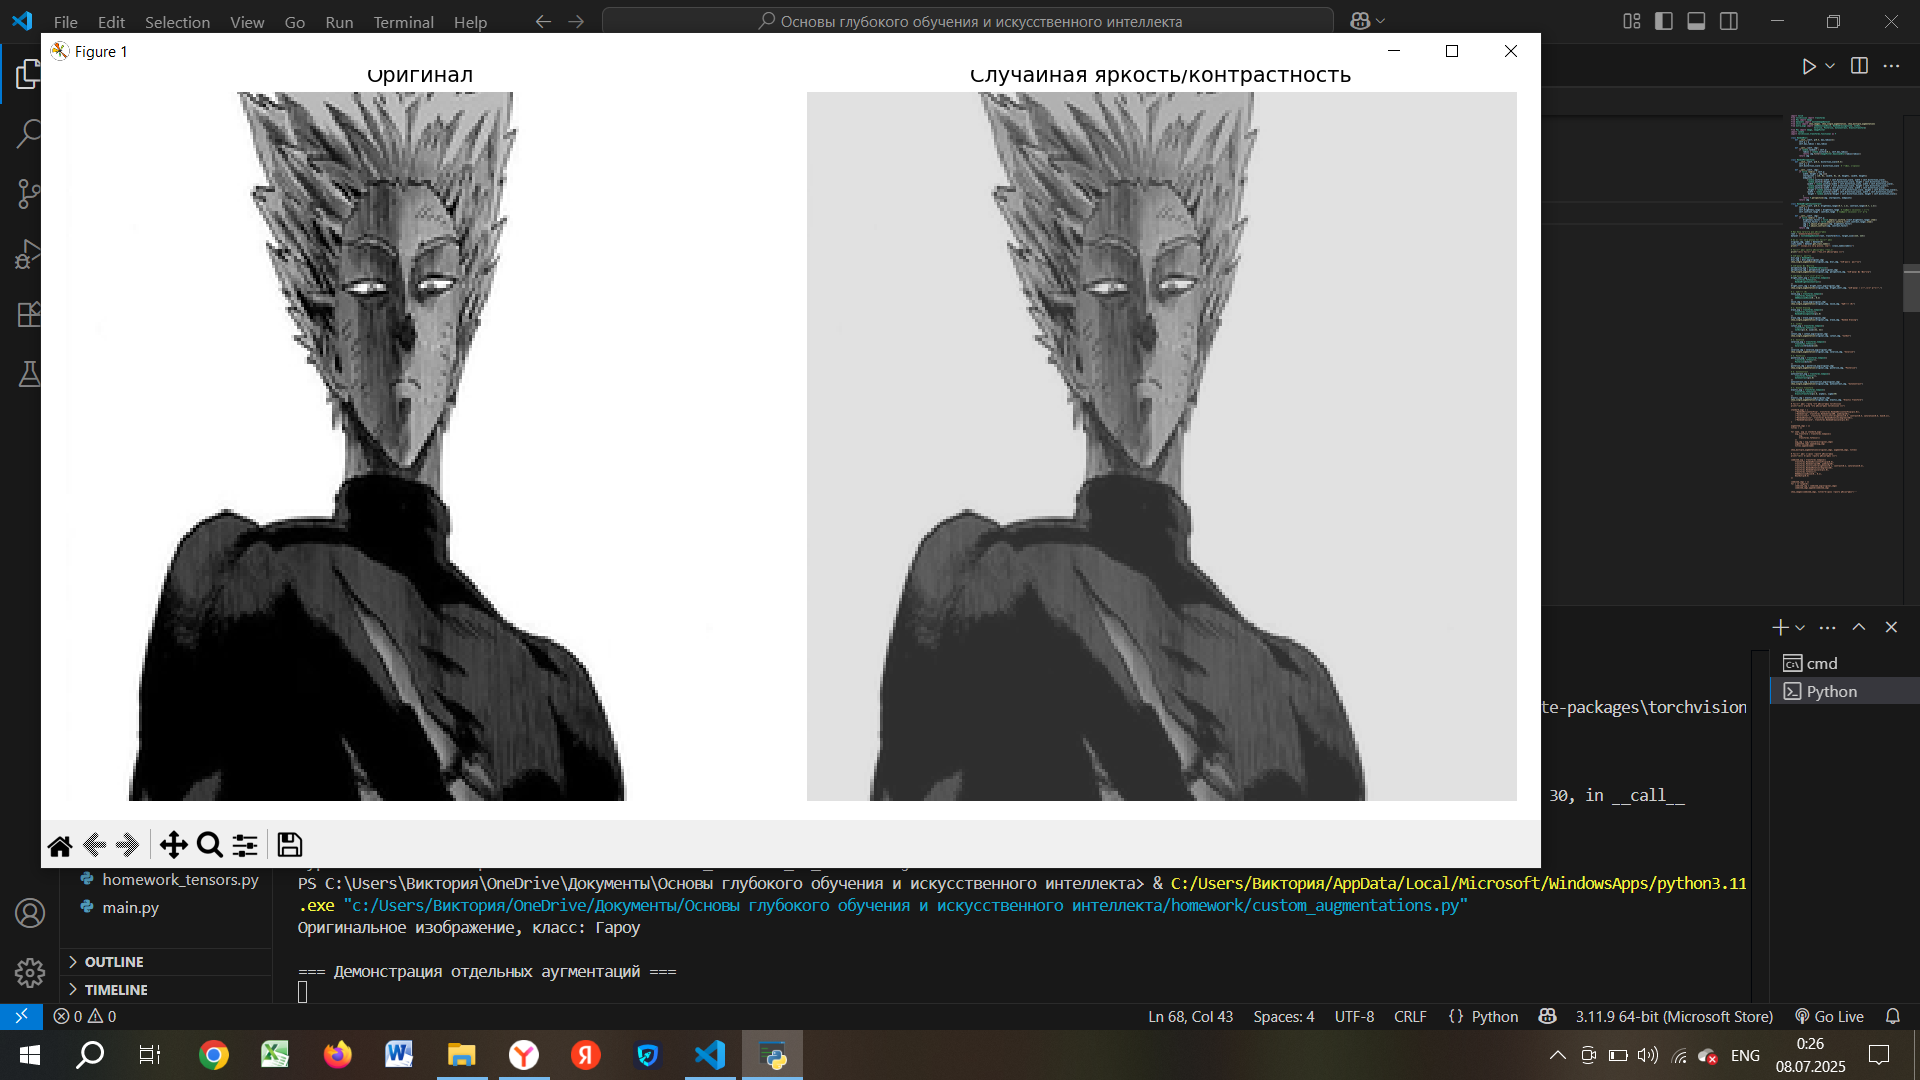 File Edit Selection View Go Run Terminal Help
Основы глубокого обучения и искусственного интеллекта
Figure 1
Оригинал
Случайная яркость/контрастность
cmd
Python
te-packages\torchvision
30, in __call__
homework_tensors.py
main.py
OUTLINE
TIMELINE
PS C:\Users\Виктория\OneDrive\Документы\Основы глубокого обучения и искусственного интеллекта> & C:/Users/Виктория/AppData/Local/Microsoft/WindowsApps/python3.11
.exe "c:/Users/Виктория/OneDrive/Документы/Основы глубокого обучения и искусственного интеллекта/homework/custom_augmentations.py"
Оригинальное изображение, класс: Гароу
=== Демонстрация отдельных аугментаций ===
0 0
Ln 68, Col 43 Spaces: 4 UTF-8 CRLF {} Python 3.11.9 64-bit (Microsoft Store) Go Live
ENG
0:26
08.07.2025